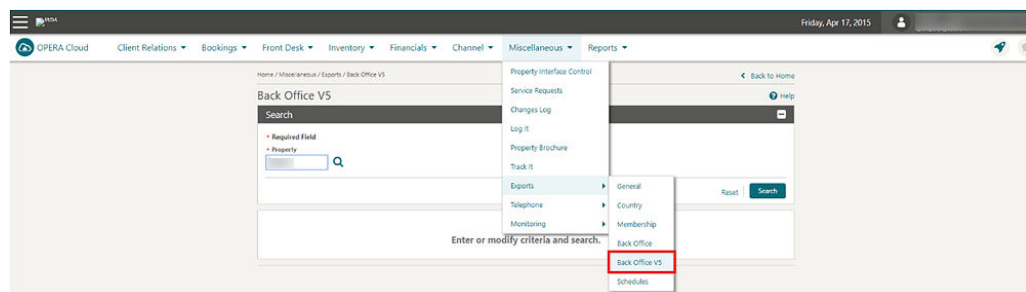 Friday, Apr 17, 2015
OPERA Cloud Client Relations Bookings Front Desk Inventory Financials Channel Miscellaneous Reports
Home / Miscellaneous / Exports / Back Office V5
Back to Home
Back Office V5
Help
Search
* Required Field
* Property
Reset Search
Enter or modify criteria and search.
Property Interface Control
Service Requests
Changes Log
Log It
Property Brochure
Track It
Exports
Telephone
Monitoring
General
Country
Membership
Back Office
Back Office V5
Schedules